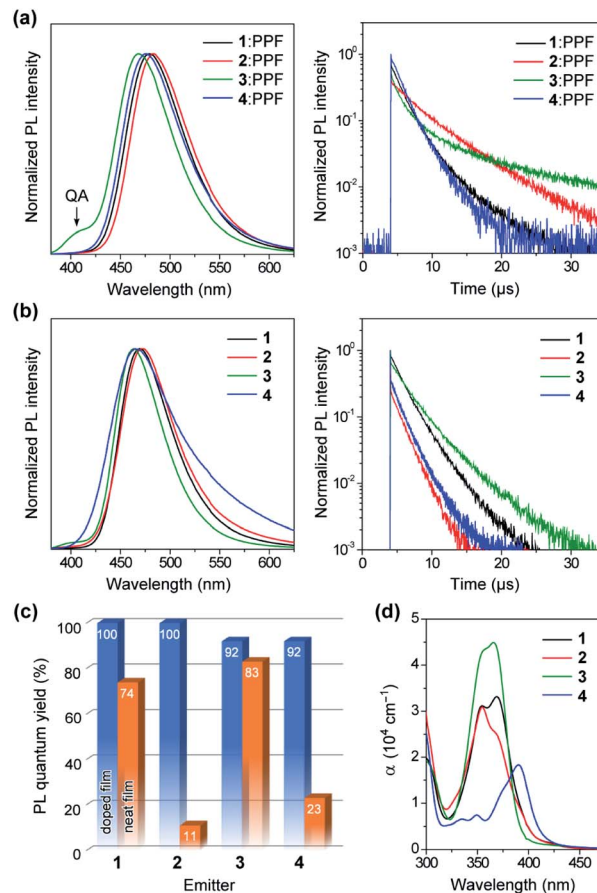 (a)
Normalized PL intensity
1:PPF
2:PPF
3:PPF
4:PPF
QA
400 450 500 550 600
Wavelength (nm)
Normalized PL intensity
10⁰
10⁻¹
10⁻²
10⁻³
1:PPF
2:PPF
3:PPF
4:PPF
0 10 20 30
Time (μs)
(b)
Normalized PL intensity
1
2
3
4
400 450 500 550 600
Wavelength (nm)
Normalized PL intensity
10⁰
10⁻¹
10⁻²
10⁻³
1
2
3
4
0 10 20 30
Time (μs)
(c)
PL quantum yield (%)
100
80
60
40
20
0
100 74 100 11 92 83 92 23
doped film
neat film
1 2 3 4
Emitter
(d)
α (10⁴ cm⁻¹)
5
4
3
2
1
0
1
2
3
4
300 350 400 450
Wavelength (nm)